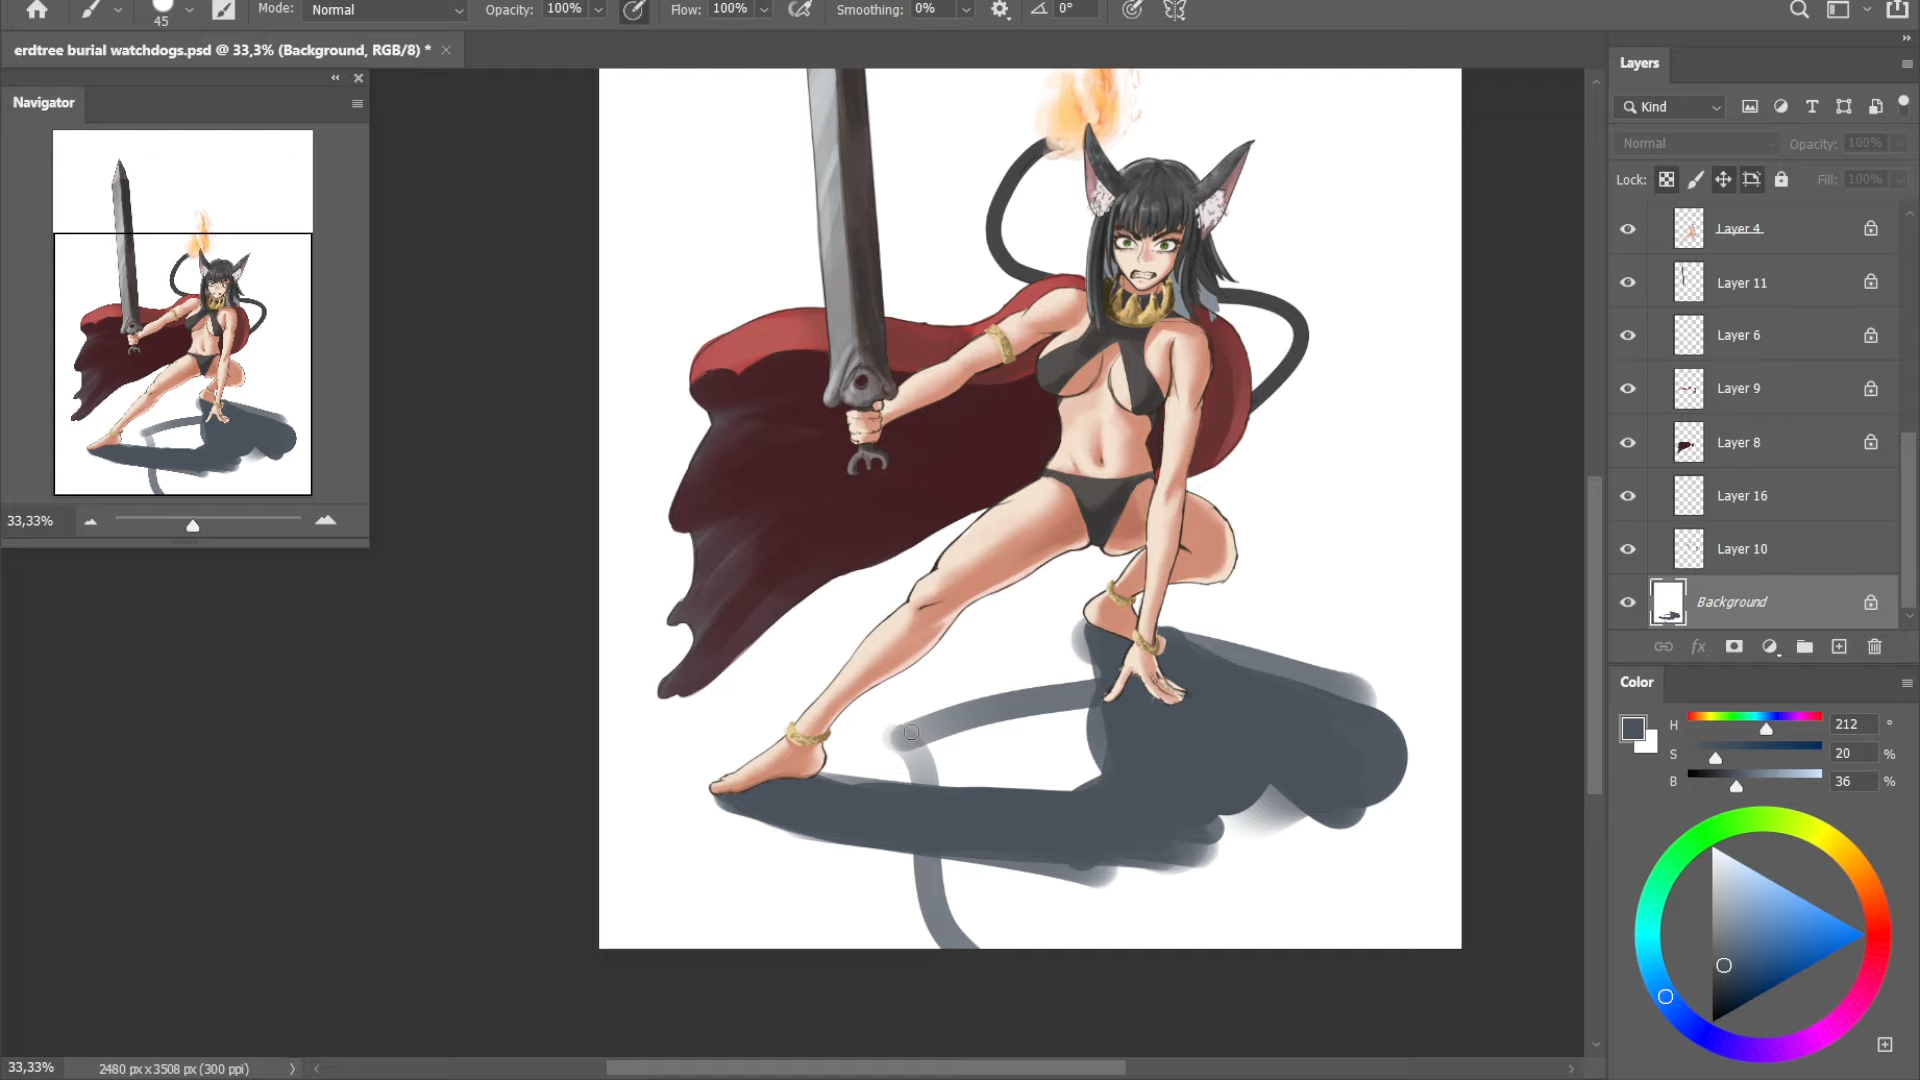 45
Mode: Normal
Opacity: 100%
Flow: 100%
Smoothing: 0%
0°
erdtree burial watchdogs.psd @ 33,3% (Background, RGB/8) *
Navigator
33,33%
Layers
Kind
Normal
Opacity: 100%
Lock:
Fill: 100%
Layer 4
Layer 11
Layer 6
Layer 9
Layer 8
Layer 16
Layer 10
Background
fx
Color
H 212 °
S 20 %
B 36 %
33,33%
2480 px x 3508 px (300 ppi)